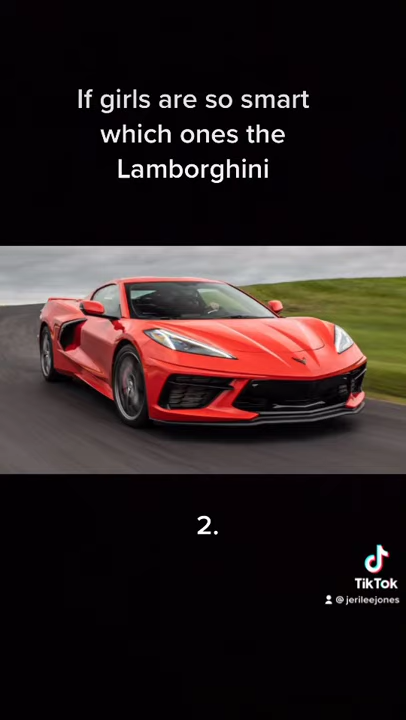 If girls are so smart
which ones the
Lamborghini
2.
TikTok
@jerileejones